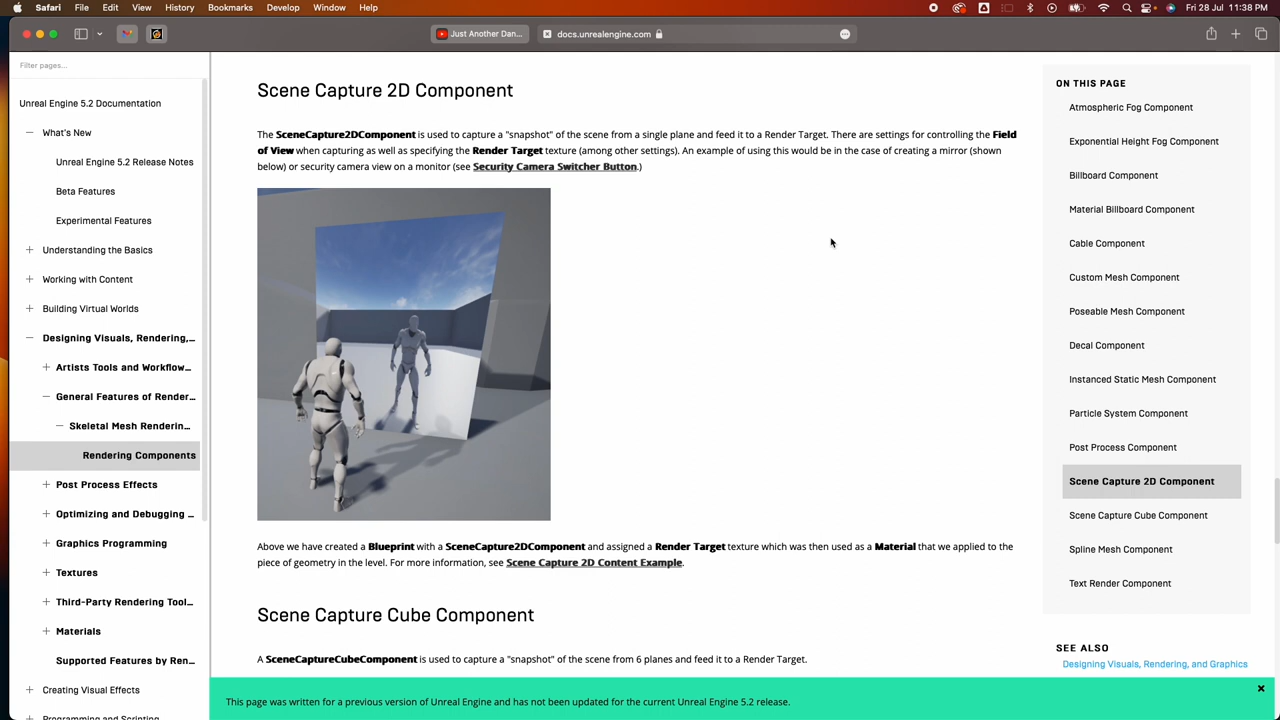 Safari File Edit View History Bookmarks Develop Window Help
Fri 28 Jul 11:38 PM
Just Another Dan...
docs.unrealengine.com
Filter pages...
Unreal Engine 5.2 Documentation
What's New
Unreal Engine 5.2 Release Notes
Beta Features
Experimental Features
Understanding the Basics
Working with Content
Building Virtual Worlds
Designing Visuals, Rendering,...
Artists Tools and Workflow...
General Features of Render...
Skeletal Mesh Renderin...
Rendering Components
Post Process Effects
Optimizing and Debugging ...
Graphics Programming
Textures
Third-Party Rendering Tool...
Materials
Supported Features by Ren...
Creating Visual Effects
Programming and Scripting
Scene Capture 2D Component
The SceneCapture2DComponent is used to capture a "snapshot" of the scene from a single plane and feed it to a Render Target. There are settings for controlling the Field
of View when capturing as well as specifying the Render Target texture (among other settings). An example of using this would be in the case of creating a mirror (shown
below) or security camera view on a monitor (see Security Camera Switcher Button.)
Above we have created a Blueprint with a SceneCapture2DComponent and assigned a Render Target texture which was then used as a Material that we applied to the
piece of geometry in the level. For more information, see Scene Capture 2D Content Example.
Scene Capture Cube Component
A SceneCaptureCubeComponent is used to capture a "snapshot" of the scene from 6 planes and feed it to a Render Target.
ON THIS PAGE
Atmospheric Fog Component
Exponential Height Fog Component
Billboard Component
Material Billboard Component
Cable Component
Custom Mesh Component
Poseable Mesh Component
Decal Component
Instanced Static Mesh Component
Particle System Component
Post Process Component
Scene Capture 2D Component
Scene Capture Cube Component
Spline Mesh Component
Text Render Component
SEE ALSO
Designing Visuals, Rendering, and Graphics
This page was written for a previous version of Unreal Engine and has not been updated for the current Unreal Engine 5.2 release.